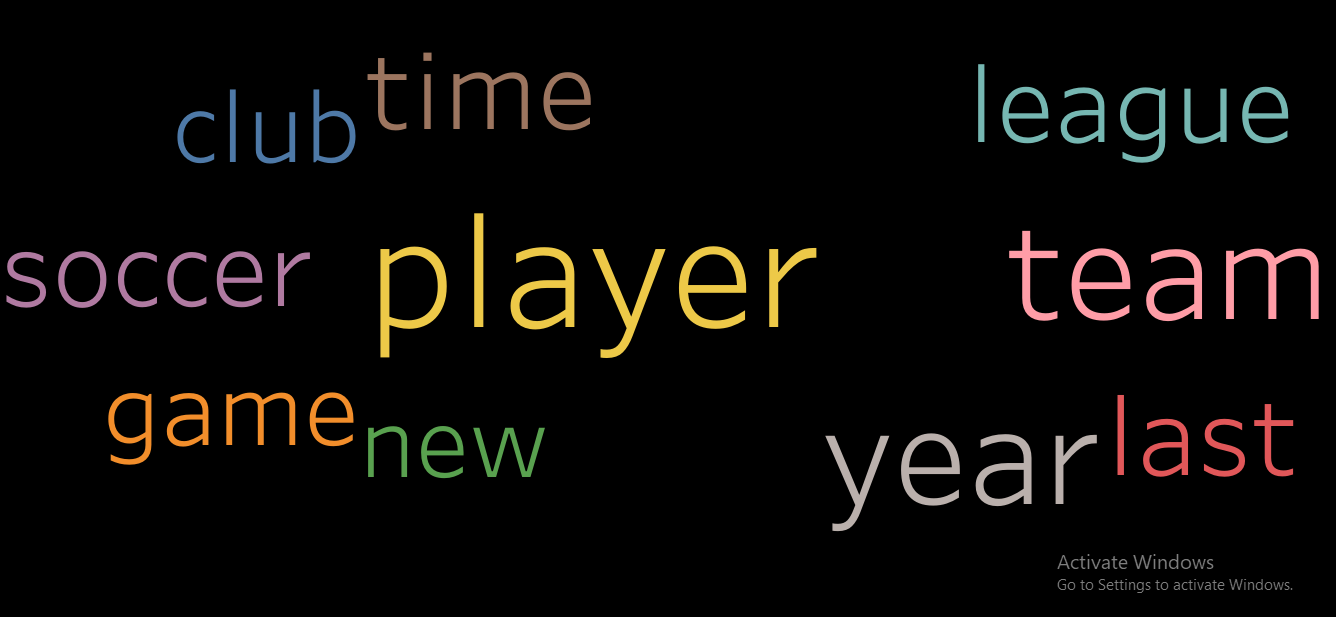 time
league
club
player
team
soccer
game
new
year
last
Activate Windows
Go to Settings to activate Windows.